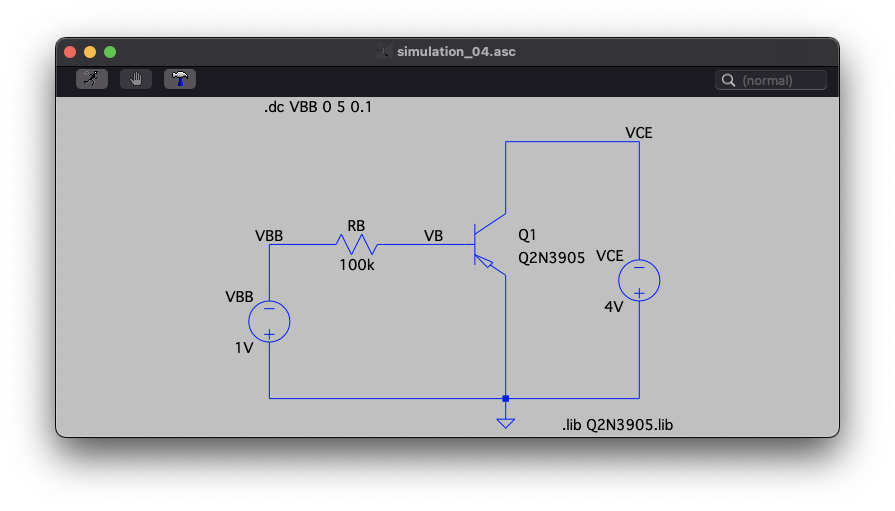 simulation_04.asc
(normal)
.dc VBB 0 5 0.1
VCE
VBB
RB
100k
VB
Q1
Q2N3905
VCE
4V
VBB
1V
.lib Q2N3905.lib